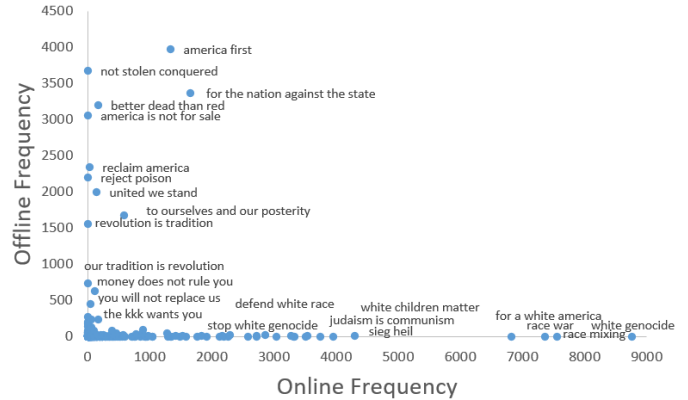 4500
america first
4000
not stolen conquered
3500
for the nation against the state
better dead than red
3000
america is not for sale
2500
reclaim america
reject poison
2000
united we stand
to ourselves and our posterity
1500
revolution is tradition
1000
our tradition is revolution
money does not rule you
500
you will not replace us
defend white race
white children matter
the kkk wants you
for a white america
judaism is communism
stop white genocide
race war
white genocide
sieg heil
race mixing
0
0
1000
2000
3000
4000
5000
6000
7000
8000
9000
Offline Frequency
Online Frequency